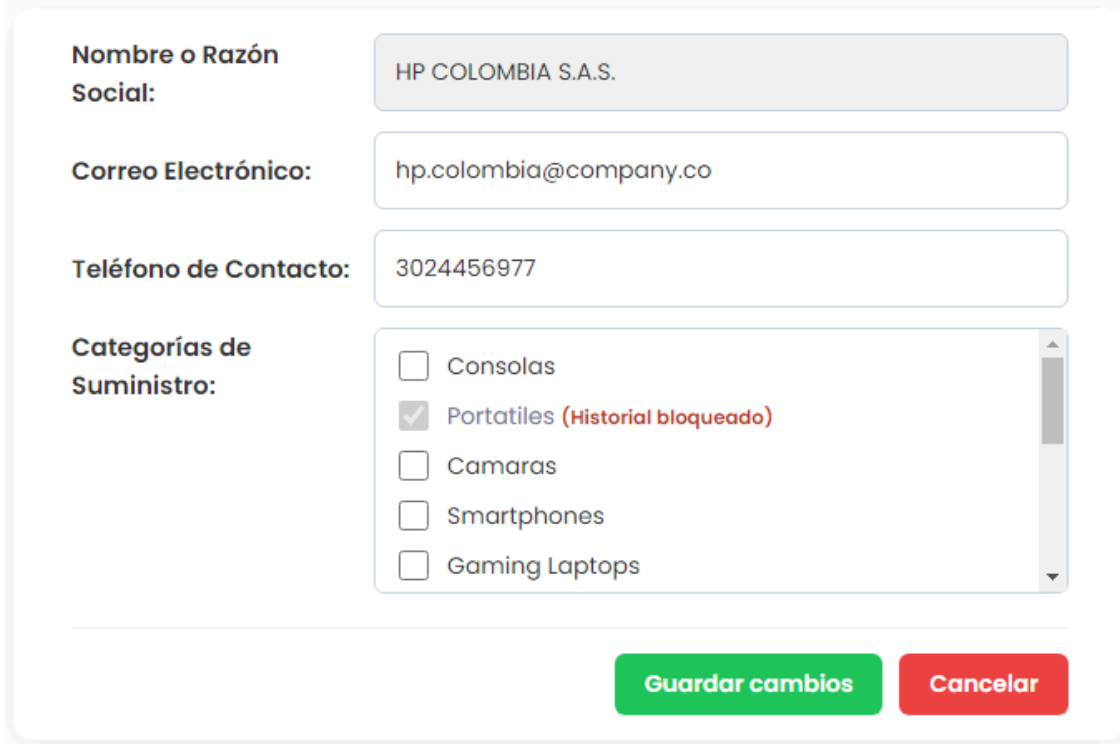 Nombre o Razón
Social:
HP COLOMBIA S.A.S.
Correo Electrónico:
hp.colombia@company.co
Teléfono de Contacto:
3024456977
Categorías de
Suministro:
Consolas
Portatiles (Historial bloqueado)
Camaras
Smartphones
Gaming Laptops
Guardar cambios
Cancelar